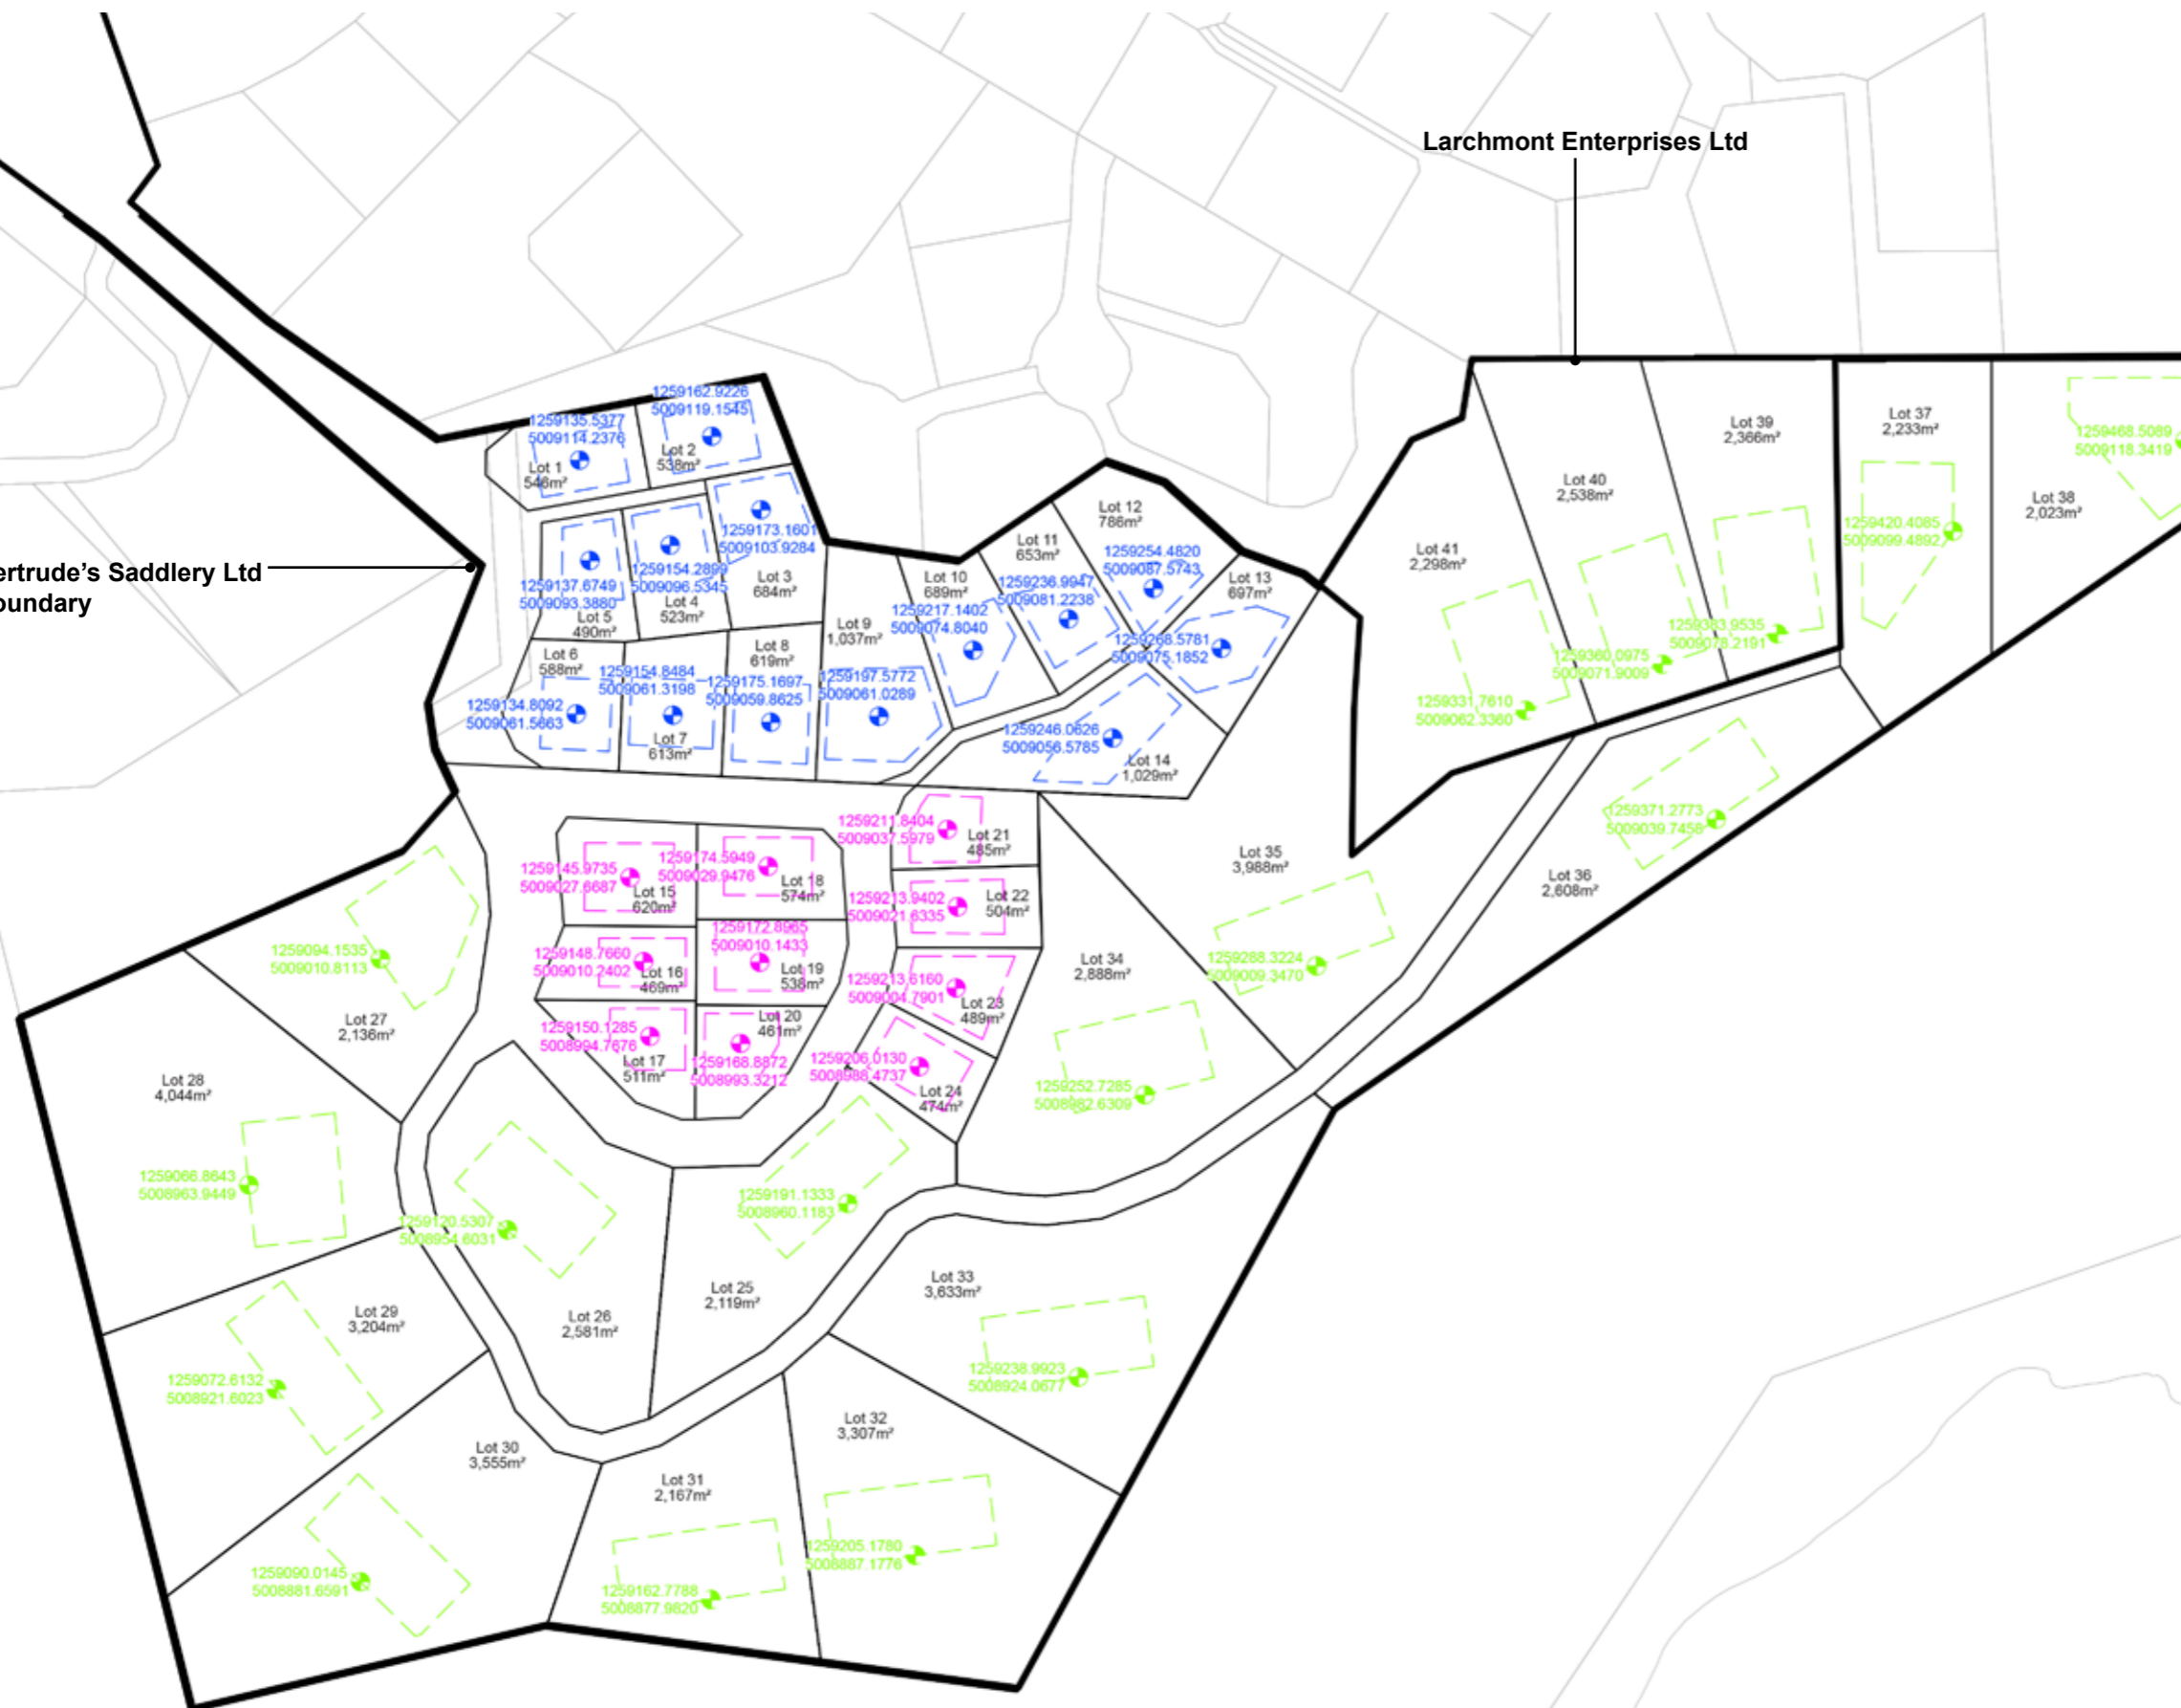 Larchmont Enterprises Ltd
ertrude's Saddlery Ltd
oundary
1259135.5377
5009114.2376
Lot 1
546m²
1259162.9226
5009119.1545
Lot 2
538m²
1259173.1601
5009103.9284
Lot 3
684m²
1259154.2899
5009096.5345
Lot 4
523m²
1259137.6749
5009093.3880
Lot 5
490m²
Lot 6
588m²
1259134.8092
5009061.5663
1259154.8484
5009061.3198
Lot 7
613m²
Lot 8
619m²
1259175.1697
5009059.8625
Lot 9
1,037m²
1259197.5772
5009061.0289
Lot 10
689m²
1259217.1402
5009074.8040
Lot 11
653m²
1259236.9947
5009081.2238
Lot 12
786m²
1259254.4820
5009087.5743
Lot 13
697m²
1259268.5781
5009075.1852
1259246.0626
5009056.5785
Lot 14
1,029m²
1259145.9735
5009027.6687
Lot 15
620m²
1259148.7660
5009010.2402
Lot 16
469m²
1259150.1285
5008994.7676
Lot 17
511m²
1259174.5949
5009029.9476
Lot 18
574m²
1259172.8965
5009010.1433
Lot 19
538m²
Lot 20
461m²
1259168.8872
5008993.3212
1259211.8404
5009037.5979
Lot 21
485m²
1259213.9402
5009021.6335
Lot 22
504m²
1259213.6160
5009004.7901
Lot 23
489m²
1259206.0130
5008988.4737
Lot 24
474m²
1259191.1333
5008960.1183
Lot 25
2,119m²
1259120.5307
5008954.6031
Lot 26
2,581m²
1259094.1535
5009010.8113
Lot 27
2,136m²
Lot 28
4,044m²
1259066.8643
5008963.9449
Lot 29
3,204m²
1259072.6132
5008921.6023
Lot 30
3,555m²
1259090.0145
5008881.6591
Lot 31
2,167m²
1259162.7788
5008877.9820
Lot 32
3,307m²
1259205.1780
5008887.1776
Lot 33
3,633m²
1259238.9923
5008924.0677
Lot 34
2,888m²
1259252.7285
5008982.6309
Lot 35
3,988m²
1259288.3224
5009009.3470
1259371.2773
5009039.7456
Lot 36
2,608m²
Lot 37
2,233m²
1259420.4085
5009099.4892
1259468.5089
5009118.3419
Lot 38
2,023m²
Lot 39
2,366m²
1259383.9535
5009078.2191
Lot 40
2,538m²
1259360.0975
5009071.9009
Lot 41
2,298m²
1259331.7610
5009062.3360